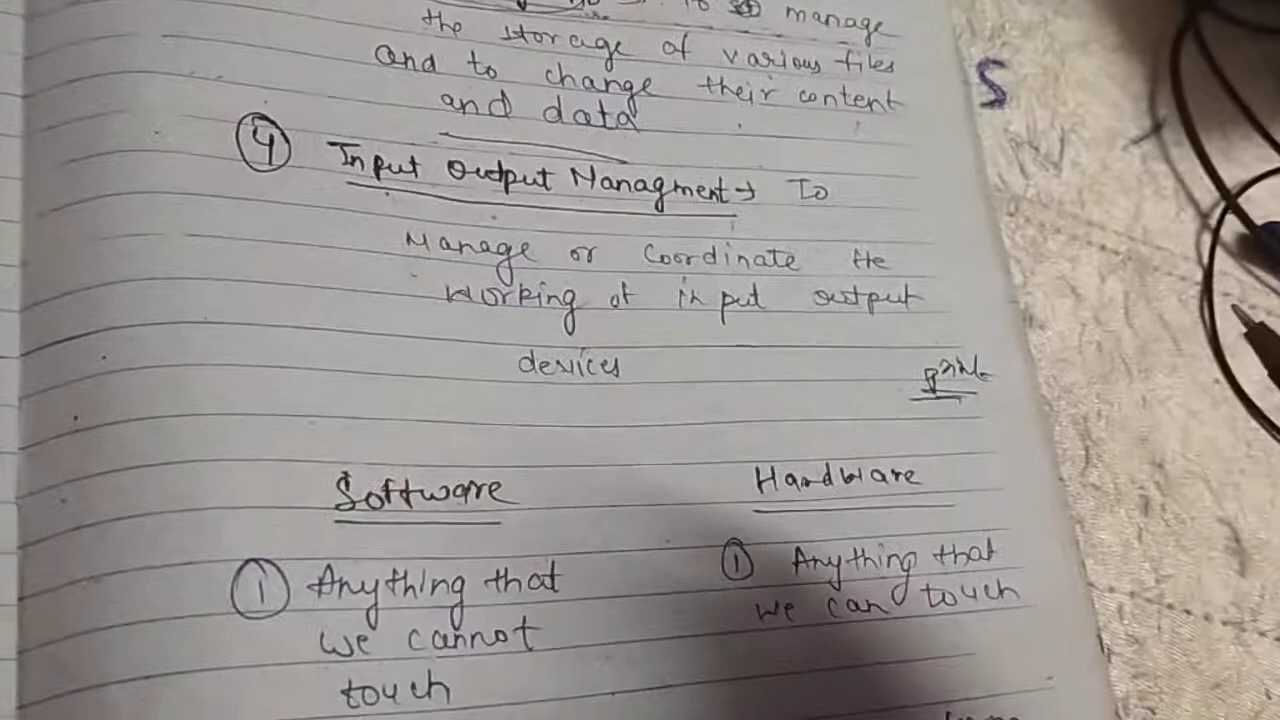 manage
the storage of various files
and to change their content
and data
④ Input Output Managment → To
Manage or Coordinate the
working of input output
devices
Software
Hardware
① Anything that
we cannot
touch
① Anything that
we can touch